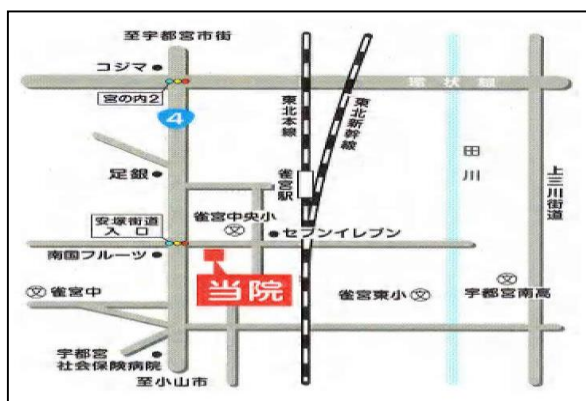 至宇都宮市街
コジマ
宮の内2
環状線
4
東北本線
東北新幹線
田川
上三川街道
足銀
雀宮駅
安塚街道
入口
雀宮中央小
文
セブンイレブン
南国フルーツ
当院
文
雀宮中
雀宮東小
文
文
宇都宮南高
宇都宮
社会保険病院
至小山市